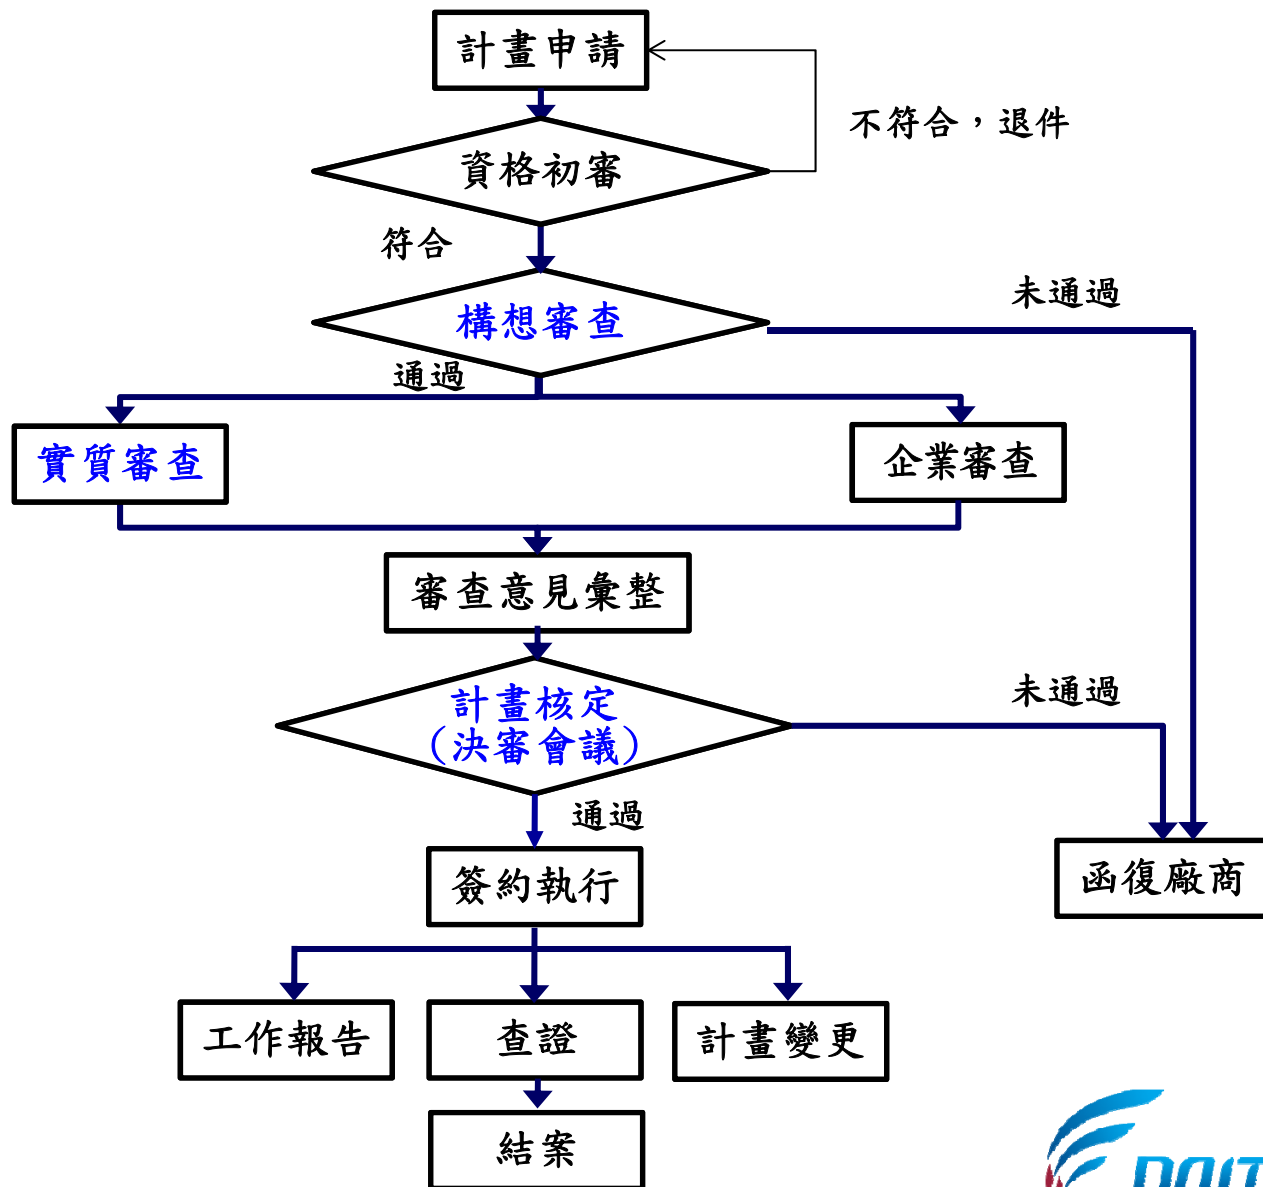 計畫申請
不符合，退件
資格初審
符合
構想審查
未通過
通過
實質審查
企業審查
審查意見彙整
計畫核定
(決審會議)
未通過
通過
簽約執行
函復廠商
工作報告
查證
計畫變更
結案